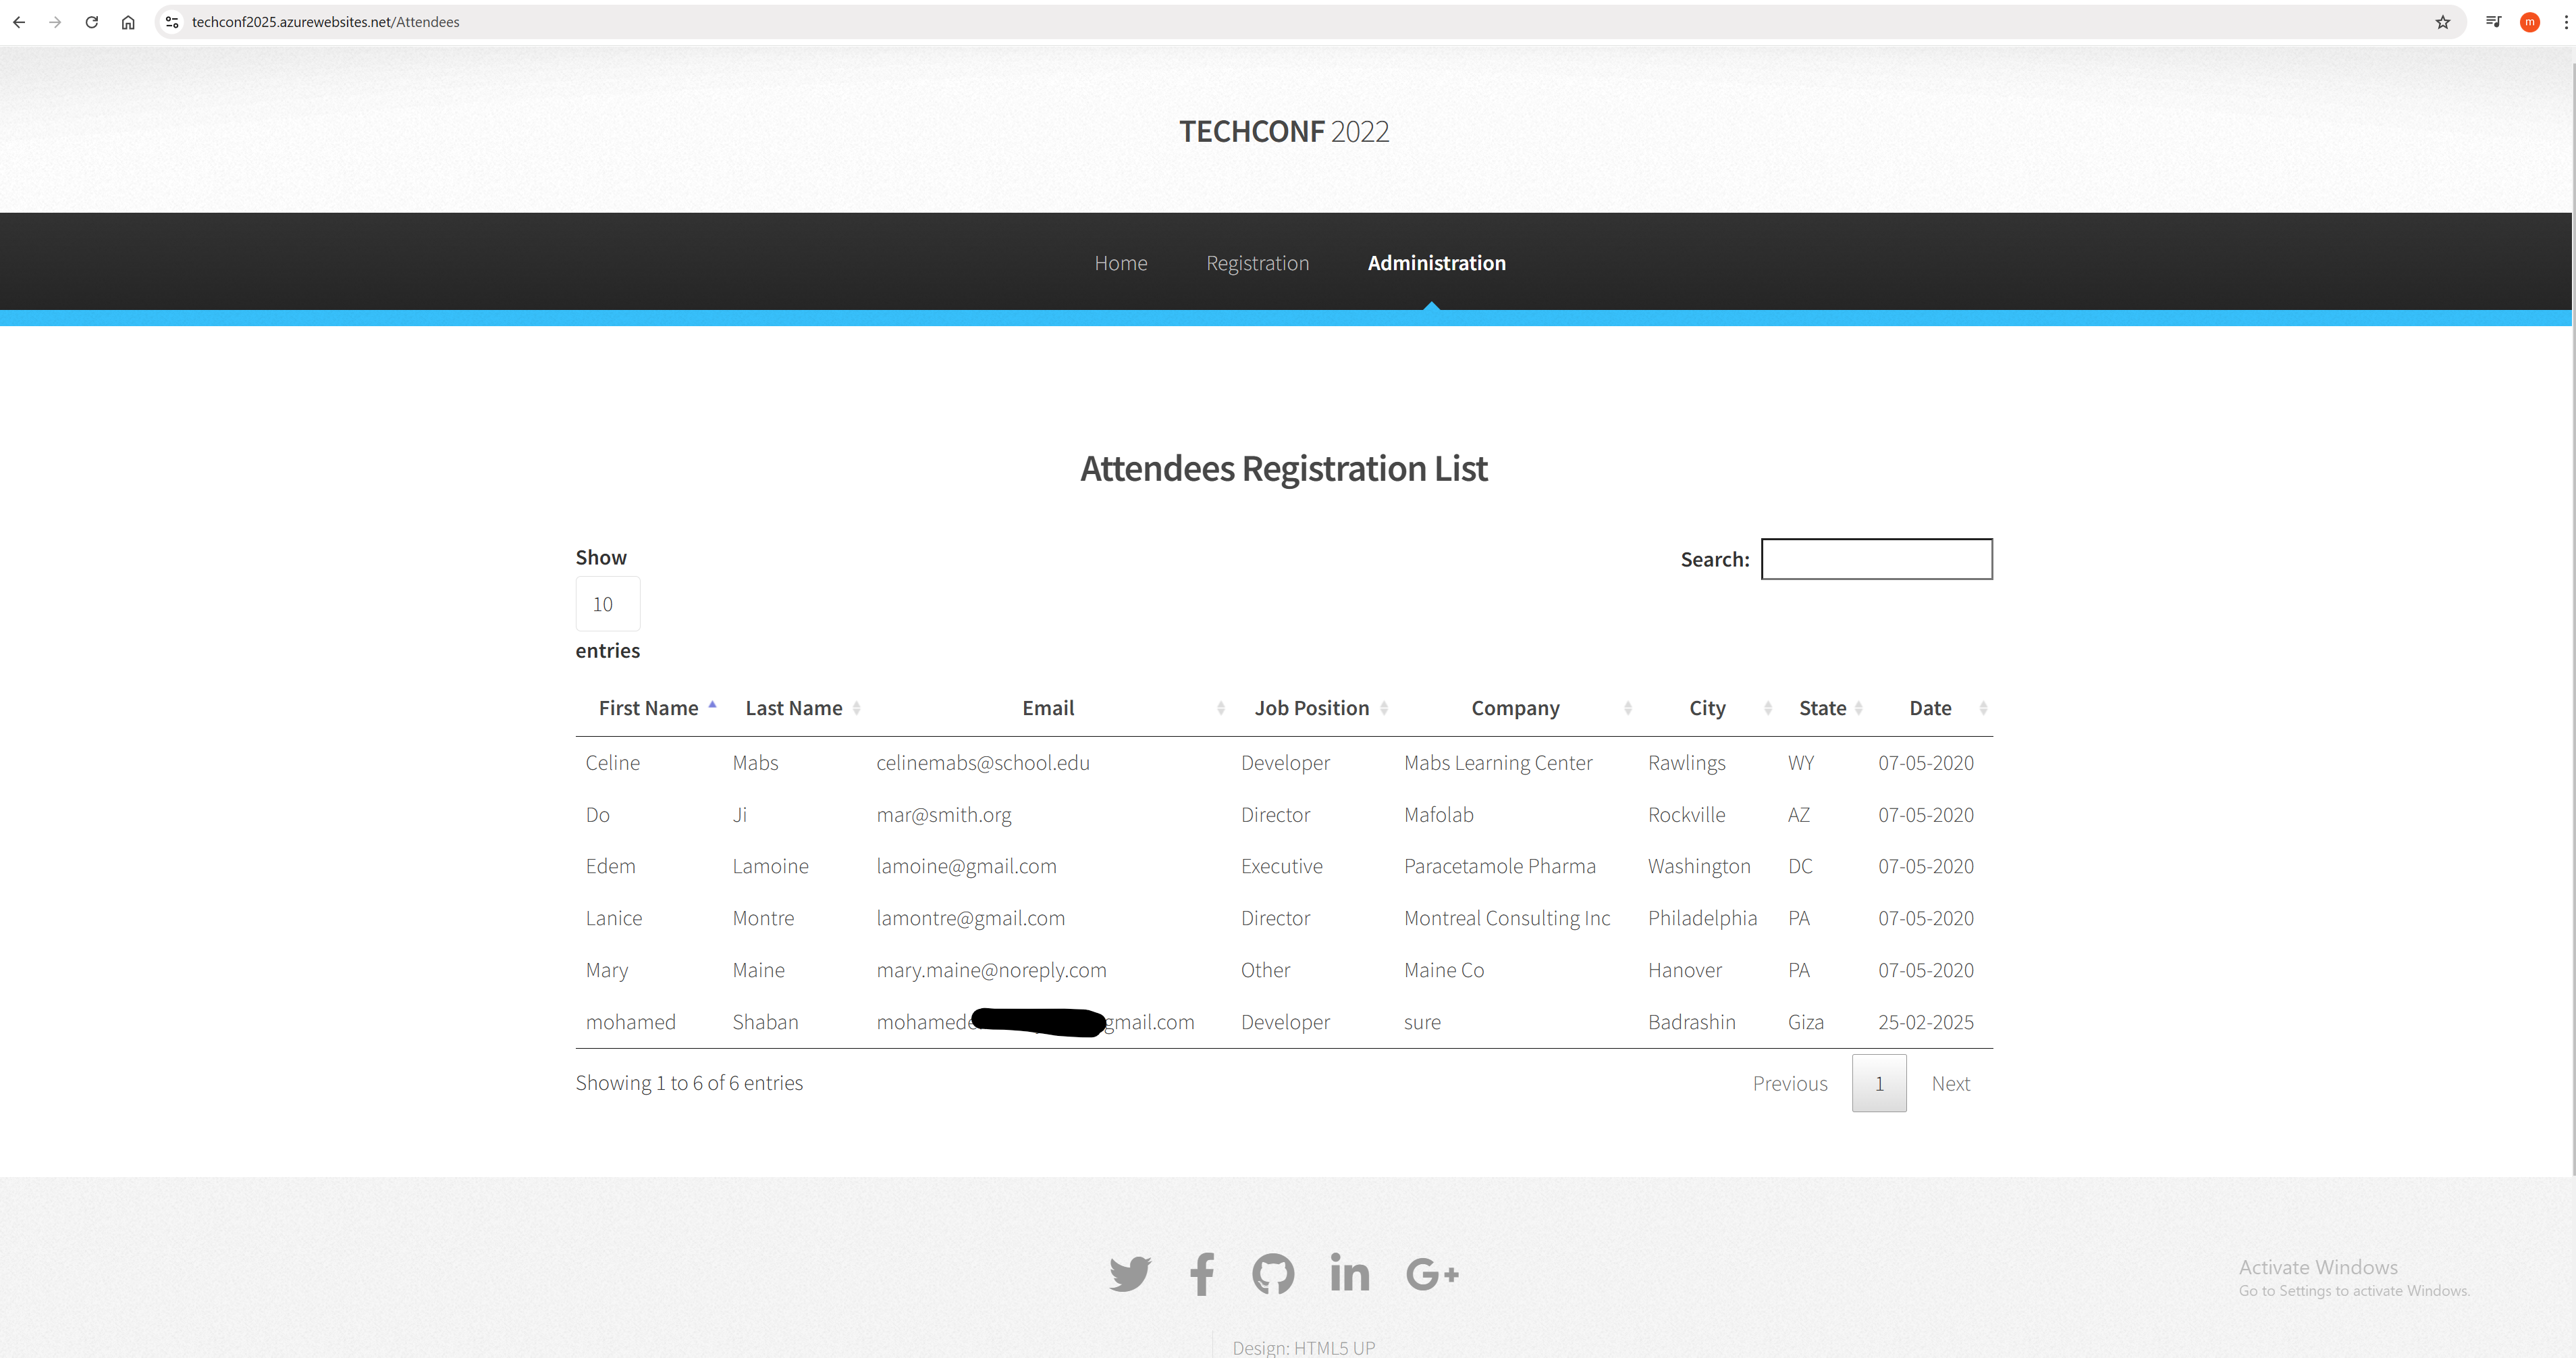 techconf2025.azurewebsites.net/Attendees
m
TECHCONF 2022
Home Registration Administration
Attendees Registration List
Show
10
entries
Search:
First Name Last Name Email Job Position Company City State Date
Celine Mabs celinemabs@school.edu Developer Mabs Learning Center Rawlings WY 07-05-2020
Do Ji mar@smith.org Director Mafolab Rockville AZ 07-05-2020
Edem Lamoine lamoine@gmail.com Executive Paracetamole Pharma Washington DC 07-05-2020
Lanice Montre lamontre@gmail.com Director Montreal Consulting Inc Philadelphia PA 07-05-2020
Mary Maine mary.maine@noreply.com Other Maine Co Hanover PA 07-05-2020
mohamed Shaban gmail.com Developer sure Badrashin Giza 25-02-2025
Showing 1 to 6 of 6 entries
Previous 1 Next
Activate Windows
Go to Settings to activate Windows.
Design: HTML5 UP